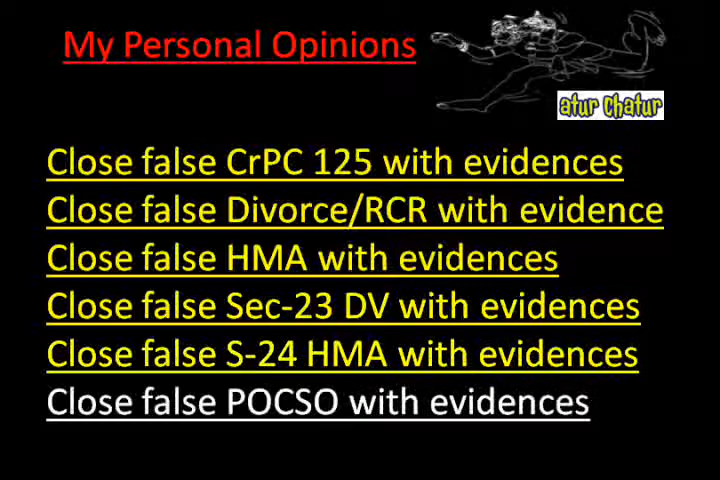 My Personal Opinions
atur chatur
Close false CrPC 125 with evidences
Close false Divorce/RCR with evidence
Close false HMA with evidences
Close false Sec-23 DV with evidences
Close false S-24 HMA with evidences
Close false POCSO with evidences